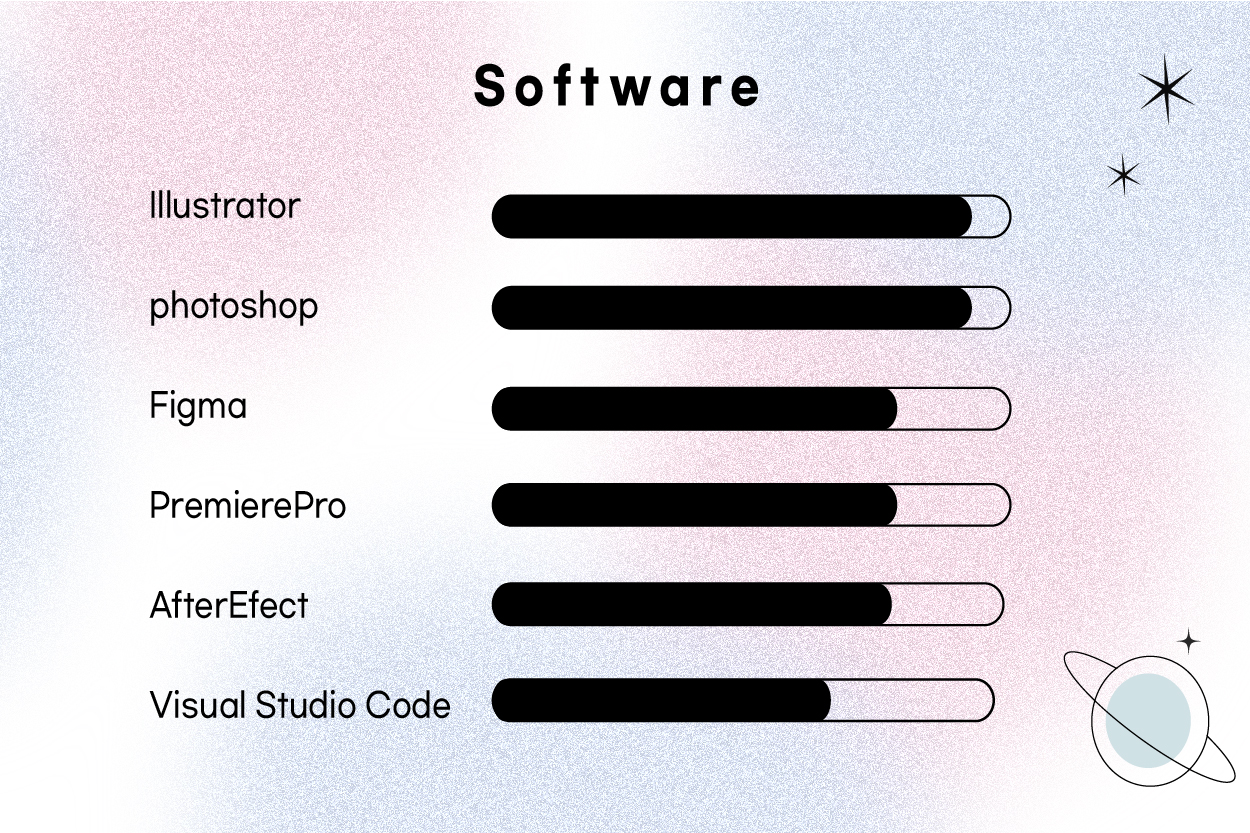 Software
Illustrator
photoshop
Figma
PremierePro
AfterEfect
Visual Studio Code